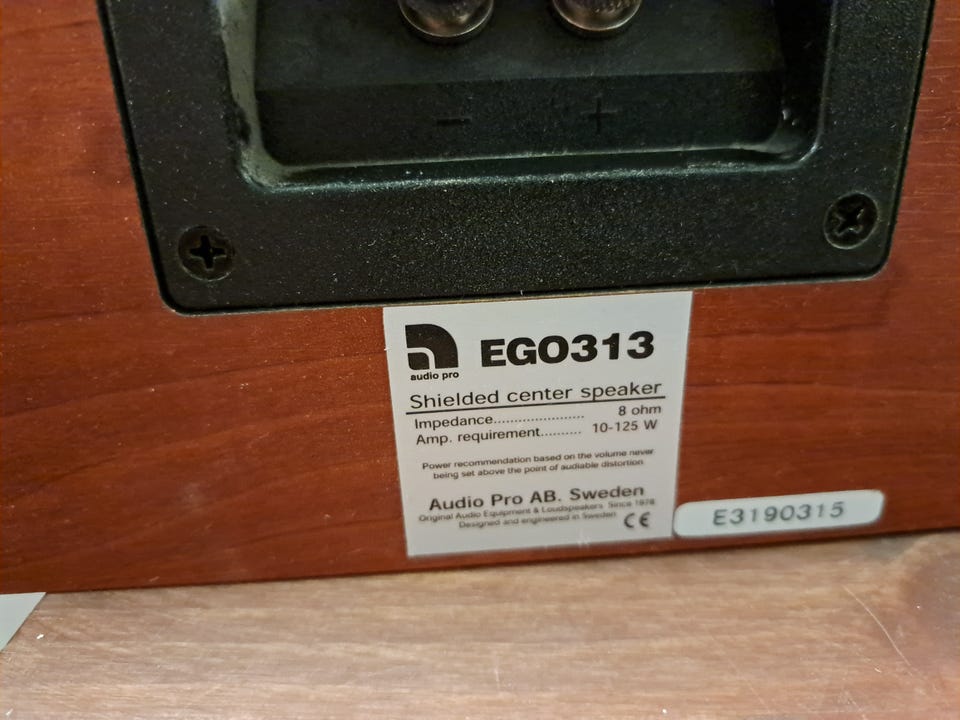 - +
EGO313
audio pro
Shielded center speaker
Impedance....................... 8 ohm
Amp. requirement.......... 10-125 W
Power recommendation based on the volume never
being set above the point of audiable distortion.
Audio Pro AB. Sweden
Original Audio Equipment & Loudspeakers. Since 1978.
Designed and engineered in Sweden. CE
E3190315